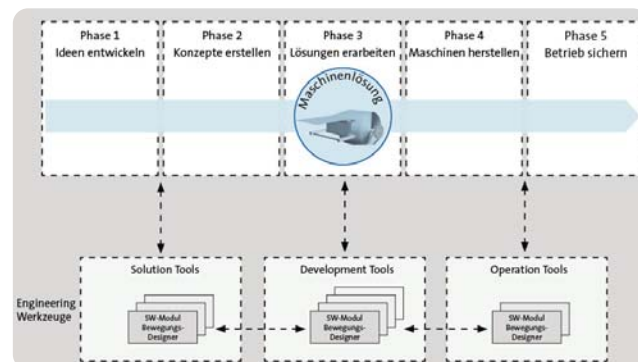 Phase 1
Ideen entwickeln
Phase 2
Konzepte erstellen
Phase 3
Lösungen erarbeiten
Phase 4
Maschinen herstellen
Phase 5
Betrieb sichern
Maschinenlösung
Solution Tools
Development Tools
Operation Tools
Engineering
Werkzeuge
SW-Modul
Bewegungs-
Designer
SW-Modul
Bewegungs-
Designer
SW-Modul
Bewegungs-
Designer